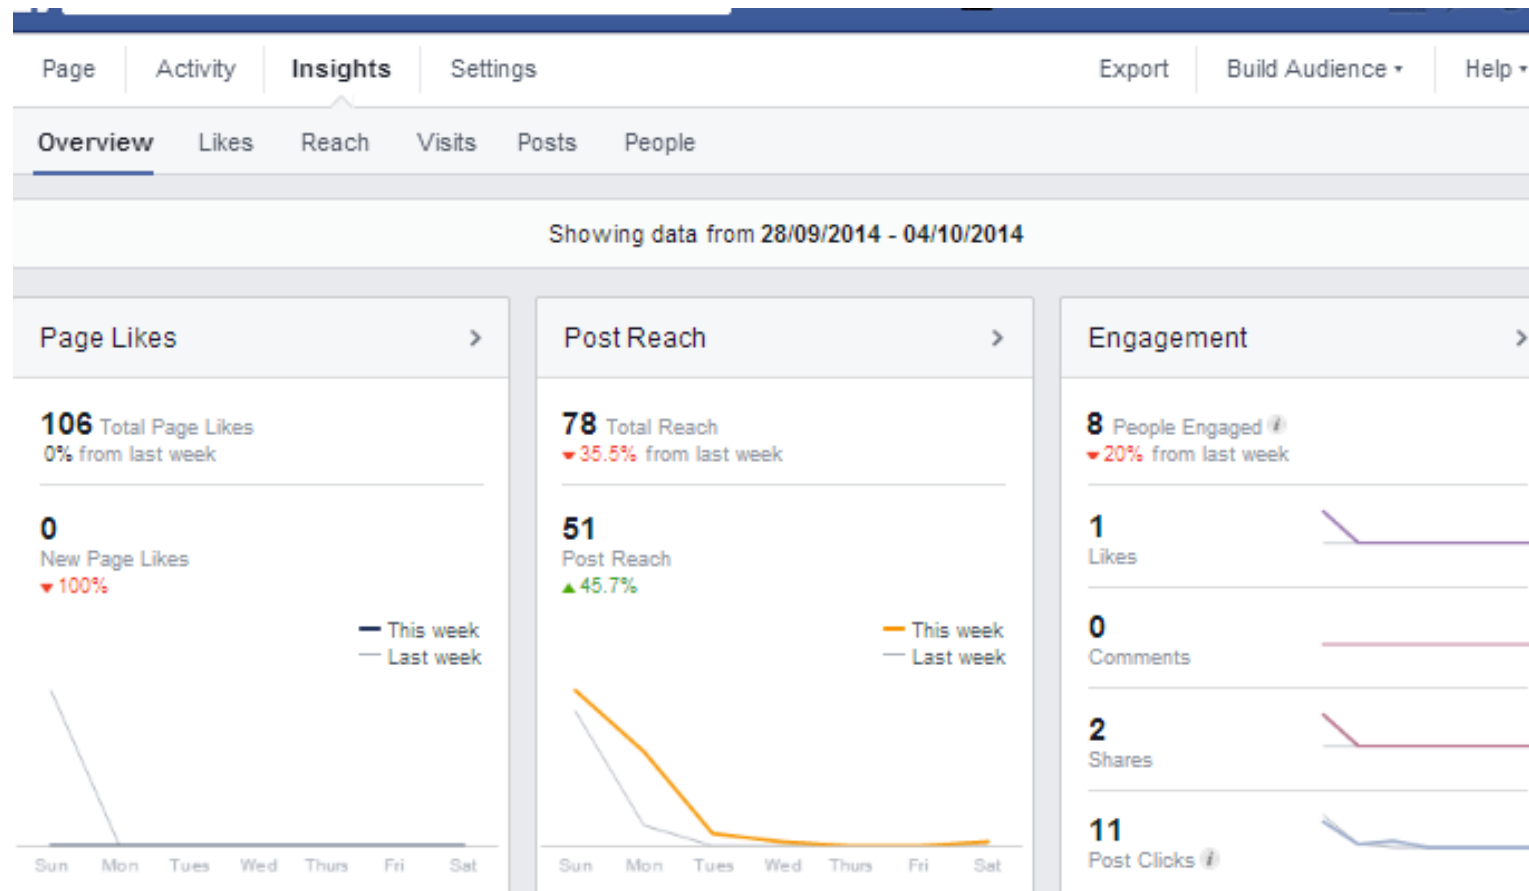 Page Activity Insights Settings Export Build Audience Help
Overview Likes Reach Visits Posts People
Showing data from 28/09/2014 - 04/10/2014
Page Likes
106 Total Page Likes
0% from last week
0
New Page Likes
100%
This week
Last week
Sun Mon Tues Wed Thurs Fri Sat
Post Reach
78 Total Reach
35.5% from last week
51
Post Reach
45.7%
This week
Last week
Sun Mon Tues Wed Thurs Fri Sat
Engagement
8 People Engaged i
20% from last week
1
Likes
0
Comments
2
Shares
11
Post Clicks i